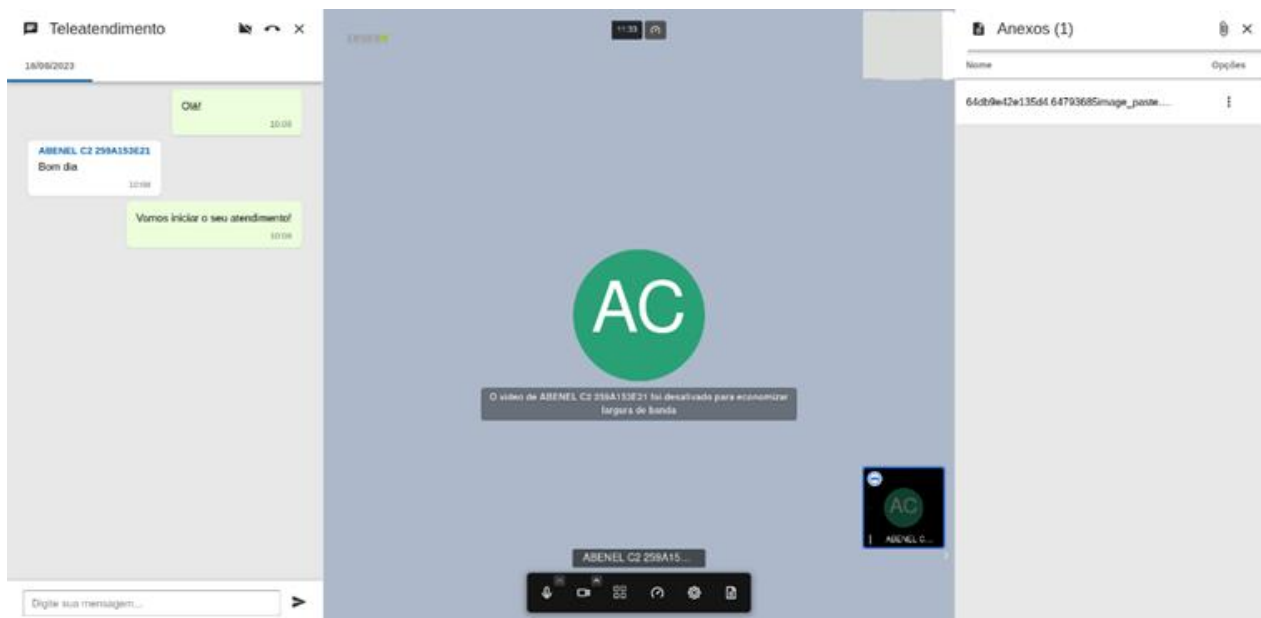 Teleatendimento
18/08/2023
Olá!
10:08
ABENEL C2 259A153E21
Bom dia
10:08
Vamos iniciar o seu atendimento!
10:08
Digite sua mensagem...
11:33
AC
O vídeo de ABENEL C2 259A153E21 foi desativado para economizar
largura de banda
AC
ABENEL C...
ABENEL C2 259A15...
Anexos (1)
Nome
Opções
64db9e42e135d4.64793685image_paste....